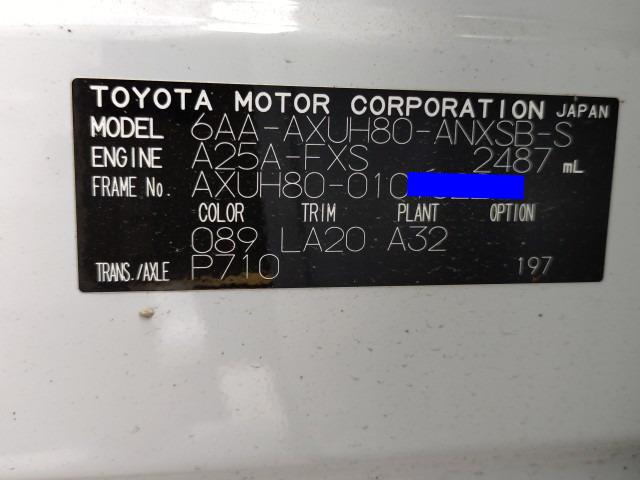 TOYOTA MOTOR CORPORATION JAPAN
MODEL 6AA-AXUH80-ANXSB-S
ENGINE A25A-FXS 2487 mL
FRAME No. AXUH80-010
COLOR TRIM PLANT OPTION
089 LA20 A32
TRANS./AXLE P710 197